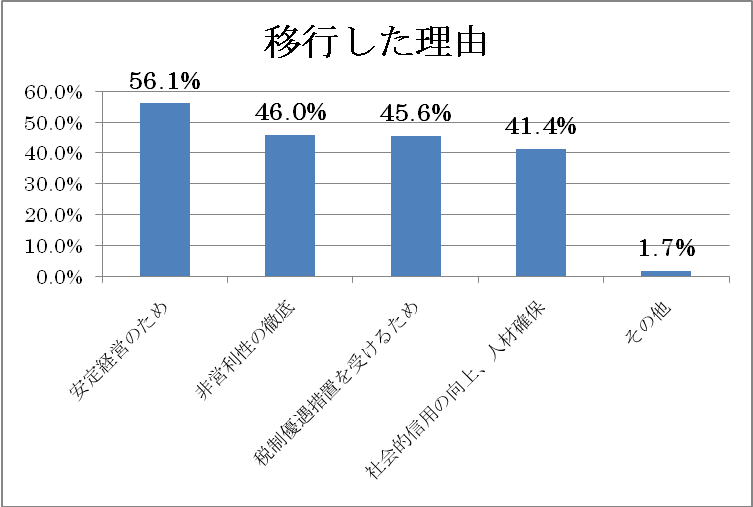 移行した理由
56.1%
46.0%
45.6%
41.4%
1.7%
60.0%
50.0%
40.0%
30.0%
20.0%
10.0%
0.0%
安定経営のため
非営利性の徹底
税制優遇措置を受けるため
社会的信用の向上、人材確保
その他